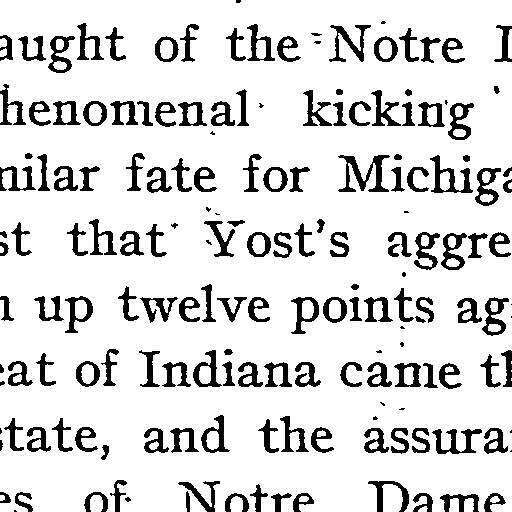 aught of the Notre
henomenal kicking
milar fate for Michiga
st that Yost's aggre
up twelve points ag
eat of Indiana came th
state, and the assura
es of Notre Dame